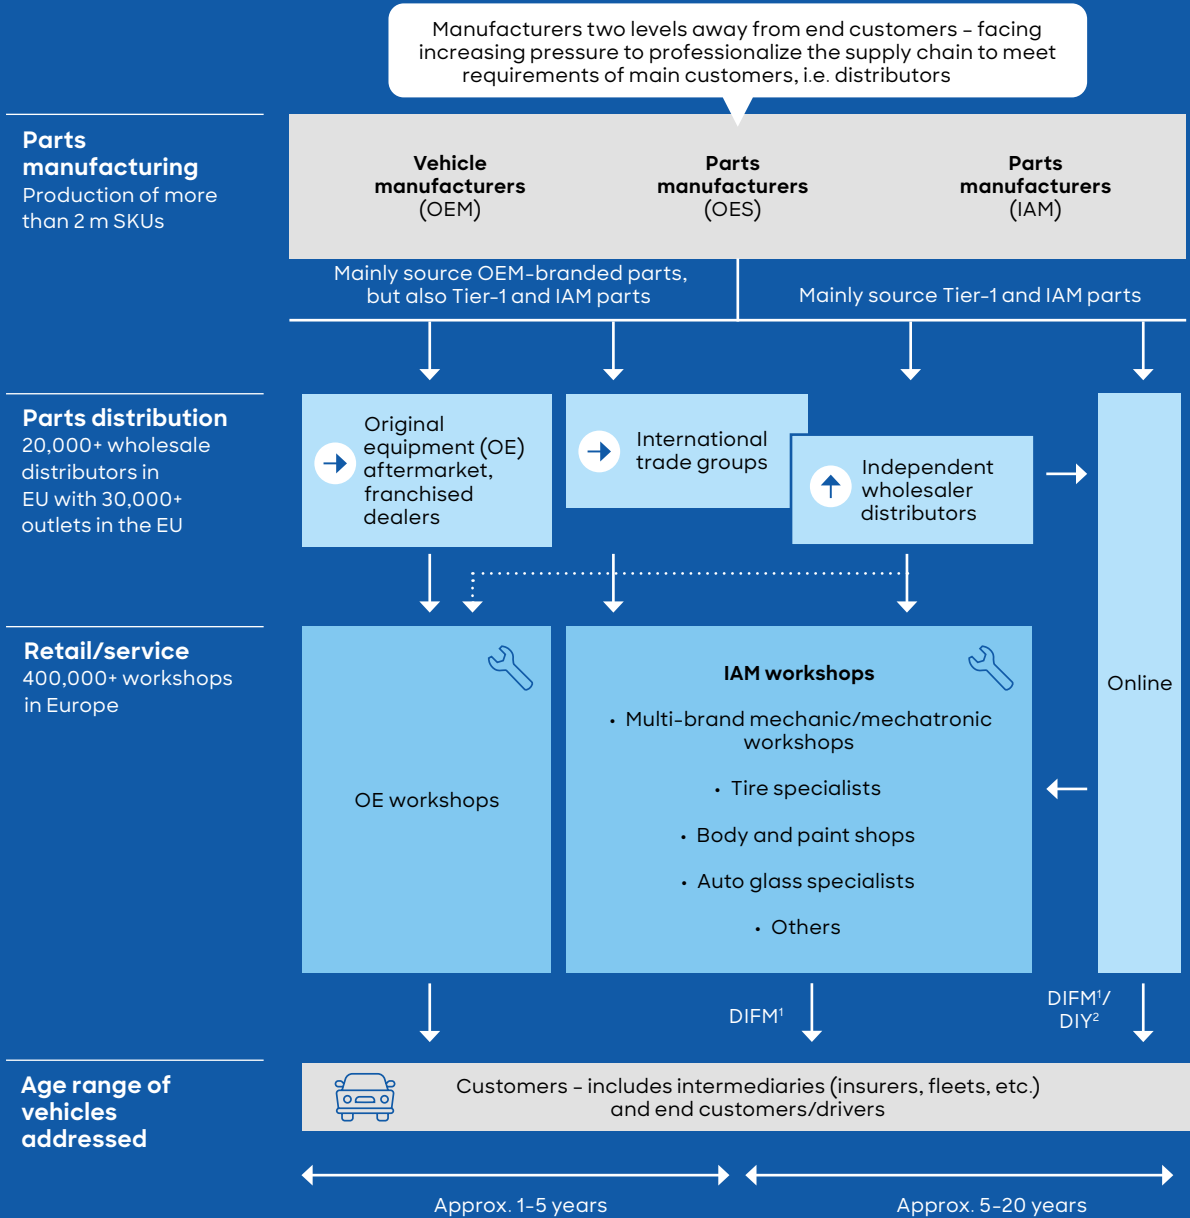 Manufacturers two levels away from end customers – facing
increasing pressure to professionalize the supply chain to meet
requirements of main customers, i.e. distributors
Parts
manufacturing
Production of more
than 2 m SKUs
Vehicle
manufacturers
(OEM)
Parts
manufacturers
(OES)
Parts
manufacturers
(IAM)
Mainly source OEM-branded parts,
but also Tier-1 and IAM parts
Mainly source Tier-1 and IAM parts
Parts distribution
20,000+ wholesale
distributors in
EU with 30,000+
outlets in the EU
Original
equipment (OE)
aftermarket,
franchised
dealers
International
trade groups
Independent
wholesaler
distributors
Online
Retail/service
400,000+ workshops
in Europe
OE workshops
IAM workshops
• Multi-brand mechanic/mechatronic
workshops
• Tire specialists
• Body and paint shops
• Auto glass specialists
• Others
DIFM¹
DIFM¹/
DIY²
Age range of
vehicles
addressed
Customers – includes intermediaries (insurers, fleets, etc.)
and end customers/drivers
Approx. 1-5 years
Approx. 5-20 years